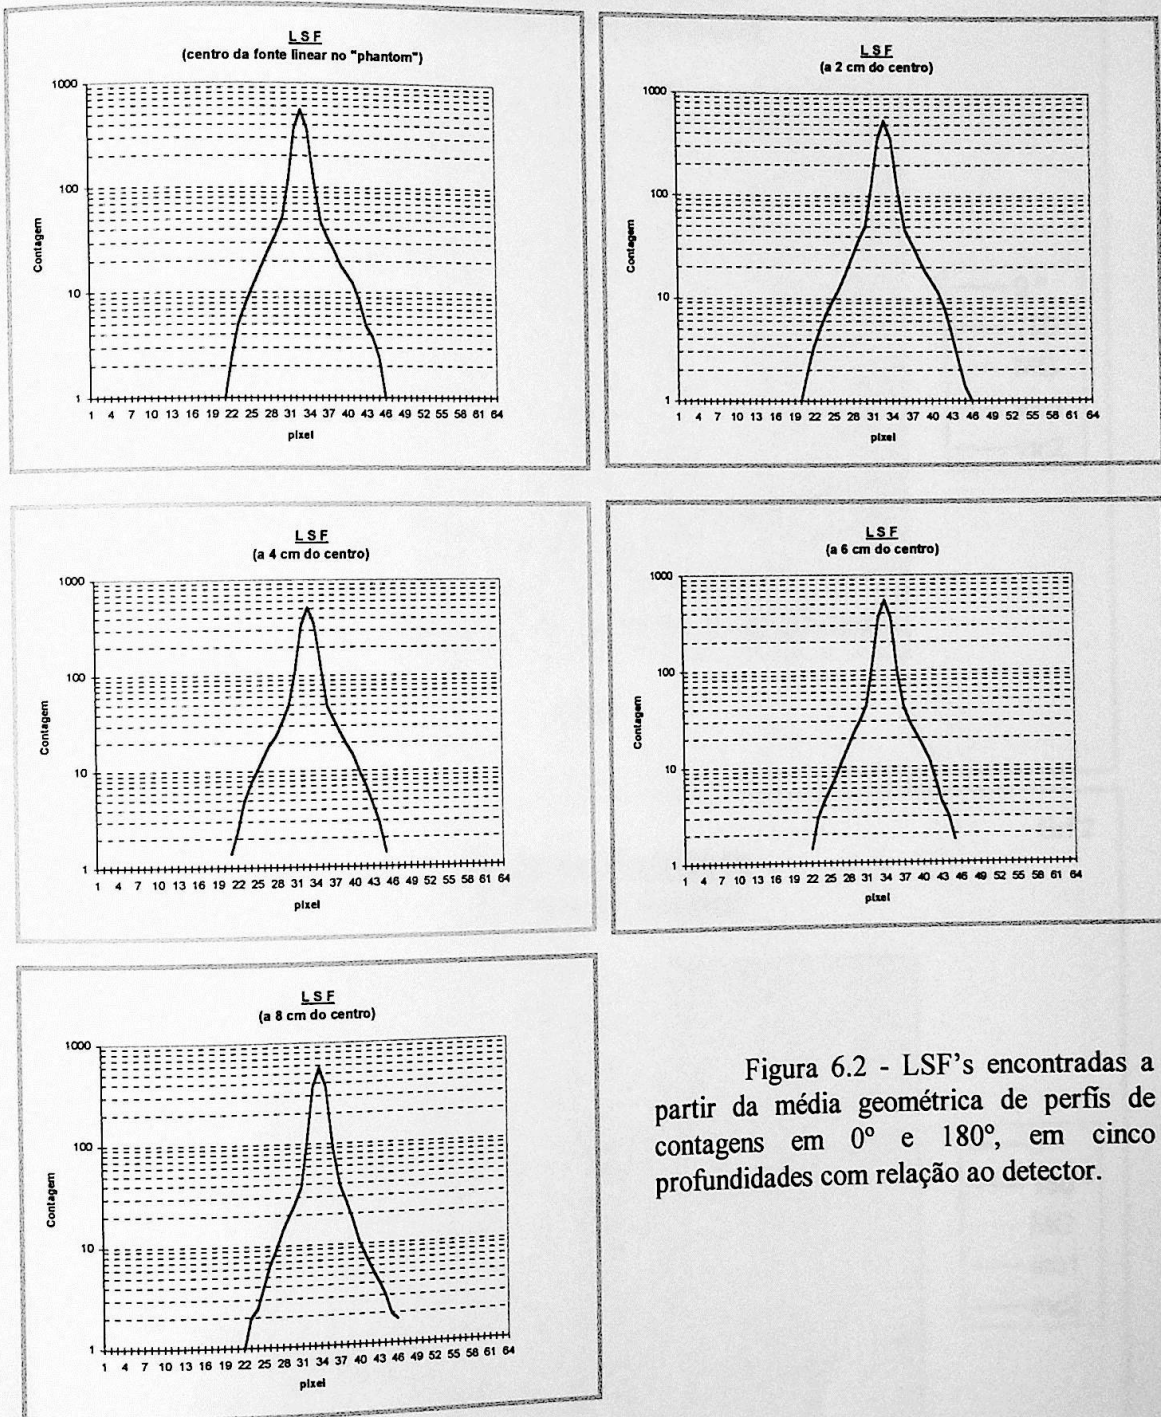 L S F
(centro da fonte linear no "phantom")
1000
100
10
1
Contagem
1 4 7 10 13 16 19 22 25 28 31 34 37 40 43 46 49 52 55 58 61 64
pixel
L S F
(a 2 cm do centro)
1000
100
10
1
Contagem
1 4 7 10 13 16 19 22 25 28 31 34 37 40 43 46 49 52 55 58 61 64
pixel
L S F
(a 4 cm do centro)
1000
100
10
1
Contagem
1 4 7 10 13 16 19 22 25 28 31 34 37 40 43 46 49 52 55 58 61 64
pixel
L S F
(a 6 cm do centro)
1000
100
10
1
Contagem
1 4 7 10 13 16 19 22 25 28 31 34 37 40 43 46 49 52 55 58 61 64
pixel
L S F
(a 8 cm do centro)
1000
100
10
1
Contagem
1 4 7 10 13 16 19 22 25 28 31 34 37 40 43 46 49 52 55 58 61 64
pixel
Figura 6.2 - LSF's encontradas a
partir da média geométrica de perfís de
contagens em 0º e 180º, em cinco
profundidades com relação ao detector.